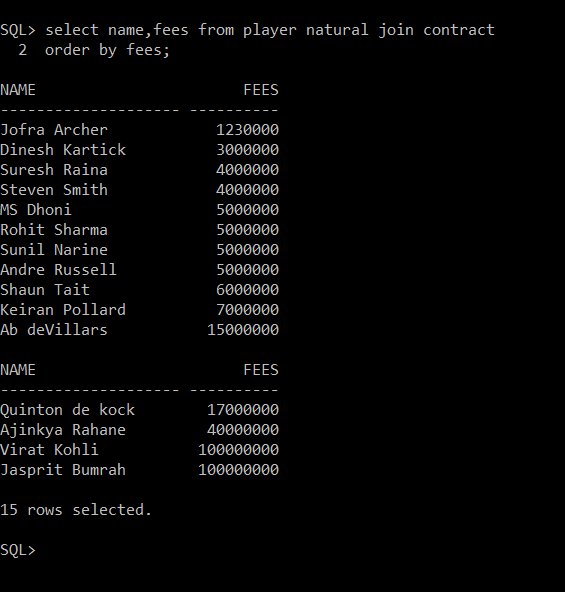 SQL> select name,fees from player natural join contract
  2  order by fees;
NAME                       FEES
-------------------- ----------
Jofra Archer            1230000
Dinesh Kartick          3000000
Suresh Raina            4000000
Steven Smith            4000000
MS Dhoni                5000000
Rohit Sharma            5000000
Sunil Narine            5000000
Andre Russell           5000000
Shaun Tait              6000000
Keiran Pollard          7000000
Ab deVillars           15000000
NAME                       FEES
-------------------- ----------
Quinton de kock        17000000
Ajinkya Rahane         40000000
Virat Kohli           100000000
Jasprit Bumrah        100000000
15 rows selected.
SQL>